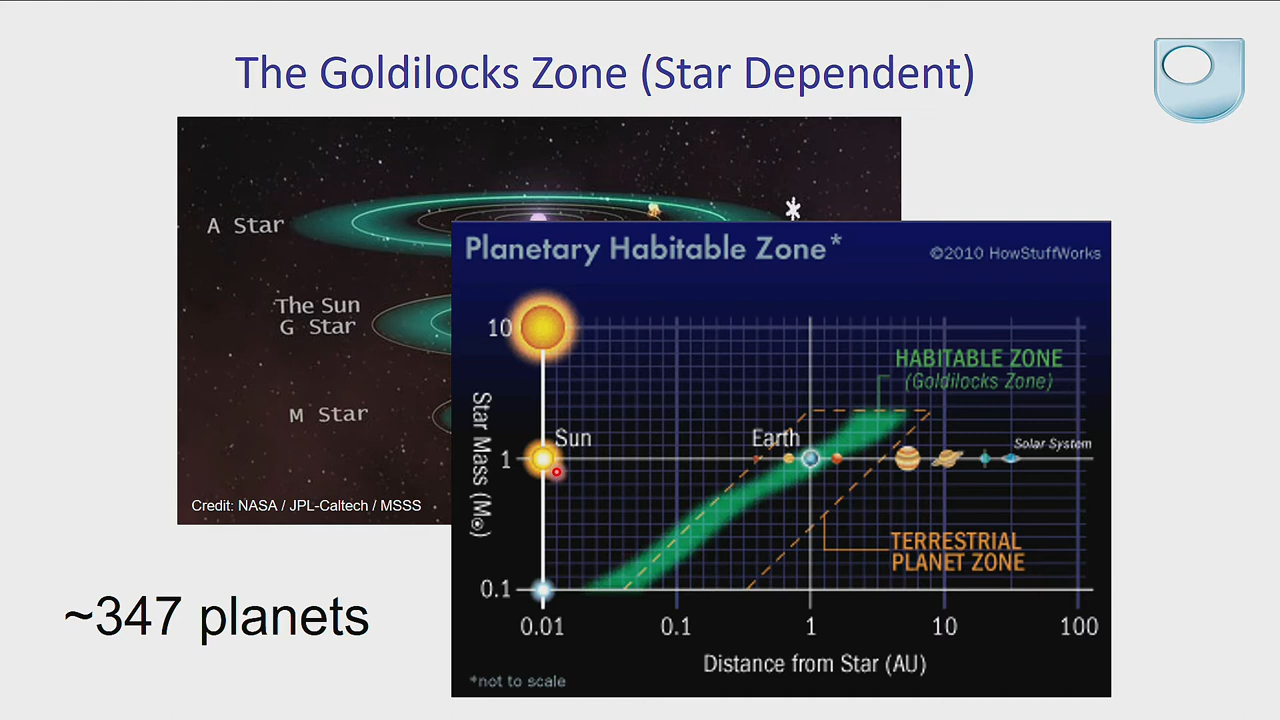 The Goldilocks Zone (Star Dependent)
A Star
The Sun
G Star
M Star
Credit: NASA / JPL-Caltech / MSSS
~347 planets
Planetary Habitable Zone*
©2010 HowStuffWorks
10
HABITABLE ZONE
(Goldilocks Zone)
Star Mass (M☉)
Sun
Earth
Solar System
1
TERRESTRIAL
PLANET ZONE
0.1
0.01 0.1 1 10 100
Distance from Star (AU)
*not to scale